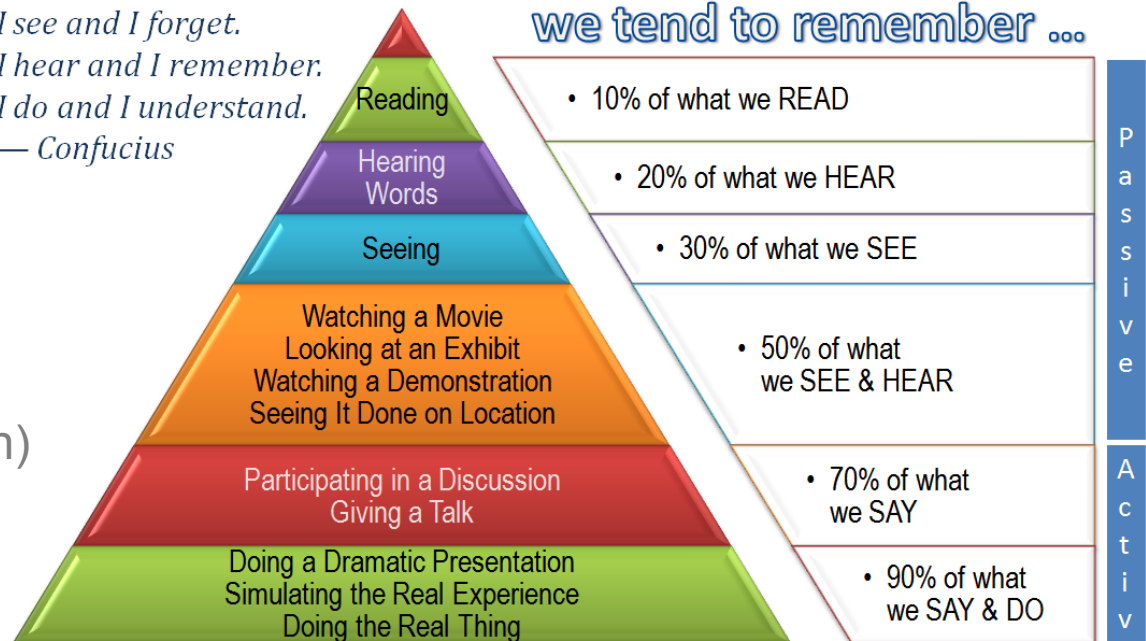 I see and I forget.
I hear and I remember.
I do and I understand.
— Confucius
we tend to remember ...
Reading
• 10% of what we READ
Hearing
Words
• 20% of what we HEAR
Seeing
• 30% of what we SEE
Watching a Movie
Looking at an Exhibit
Watching a Demonstration
Seeing It Done on Location
• 50% of what
we SEE & HEAR
Passive
n)
Participating in a Discussion
Giving a Talk
• 70% of what
we SAY
Doing a Dramatic Presentation
Simulating the Real Experience
Doing the Real Thing
• 90% of what
we SAY & DO
Activ